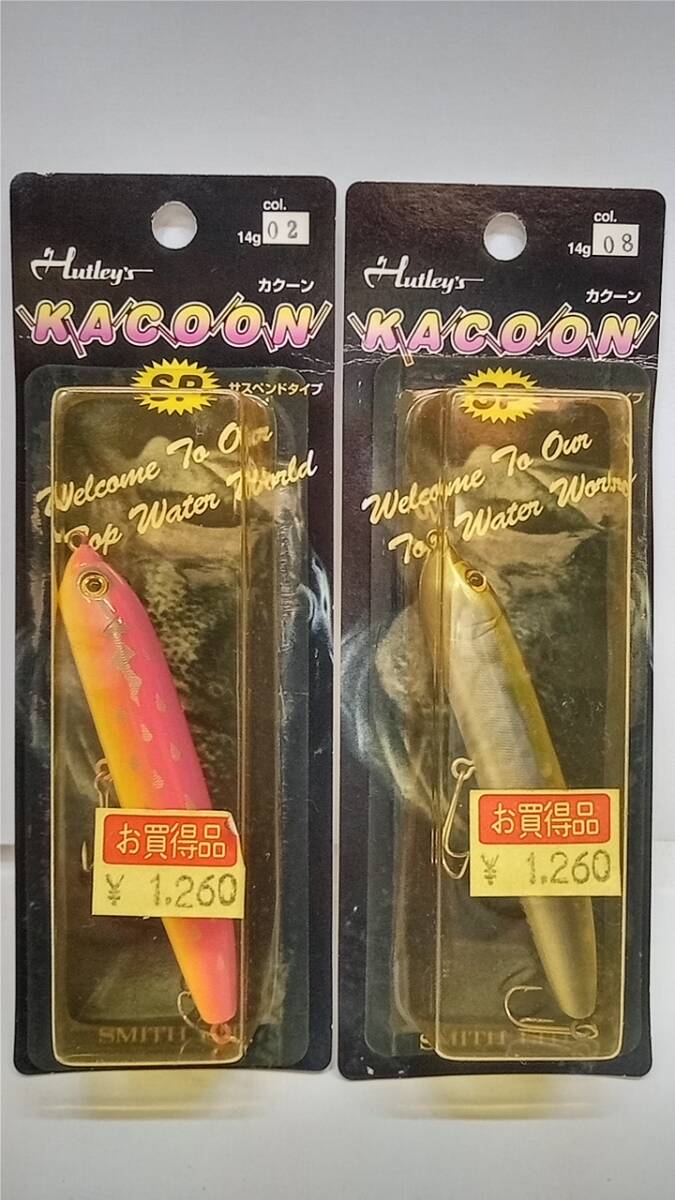 col.
14g 02
Hutley's
カクーン
KACOON
SP
サスペンドタイプ
Welcome To Our
Top Water World
お買得品
¥ 1.260
SMITH
col.
14g 08
Hutley's
カクーン
KACOON
SP
プ
Welcome To Our
Top Water World
お買得品
¥ 1.260
SMITH LTD.